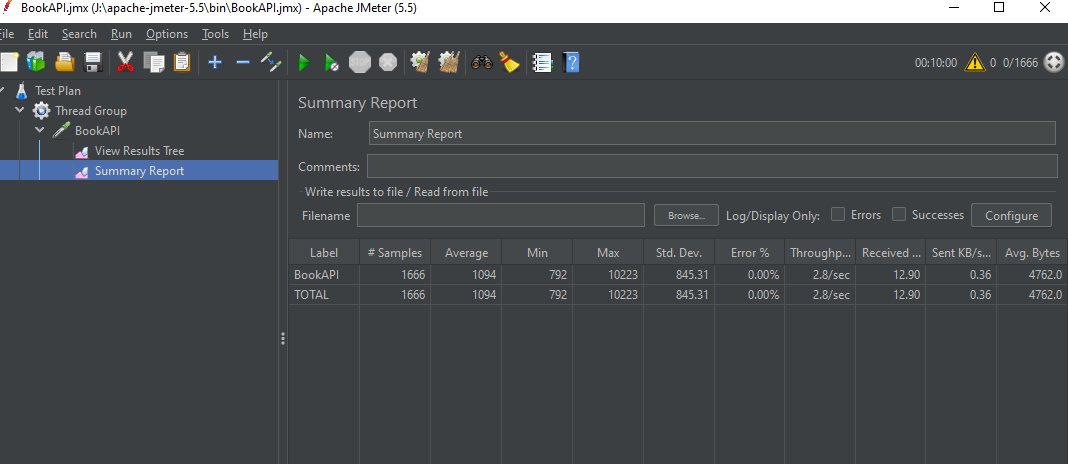 BookAPI.jmx (J:\apache-jmeter-5.5\bin\BookAPI.jmx) - Apache JMeter (5.5)
ile Edit Search Run Options Tools Help
STOP 00:10:00 0 0/1666
Test Plan
Thread Group
BookAPI
View Results Tree
Summary Report
Summary Report
Name: Summary Report
Comments:
Write results to file / Read from file
Filename Browse... Log/Display Only: Errors Successes Configure
Label # Samples Average Min Max Std. Dev. Error % Throughp... Received ... Sent KB/s... Avg. Bytes
BookAPI 1666 1094 792 10223 845.31 0.00% 2.8/sec 12.90 0.36 4762.0
TOTAL 1666 1094 792 10223 845.31 0.00% 2.8/sec 12.90 0.36 4762.0